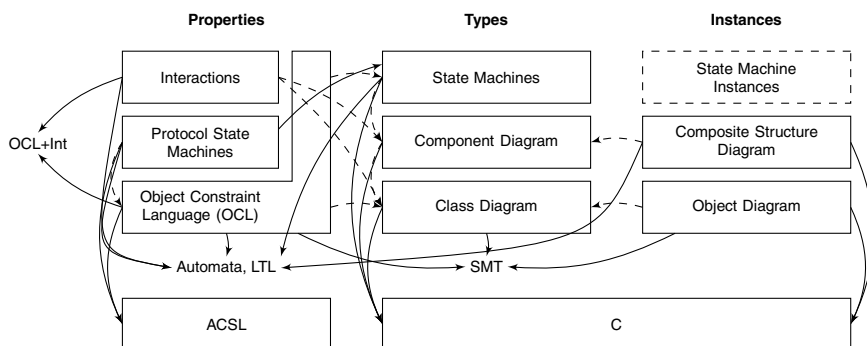 Properties Types Instances
Interactions
State Machines
State Machine
Instances
OCL+Int
Protocol State
Machines
Component Diagram
Composite Structure
Diagram
Object Constraint
Language (OCL)
Class Diagram
Object Diagram
Automata, LTL
SMT
ACSL
C